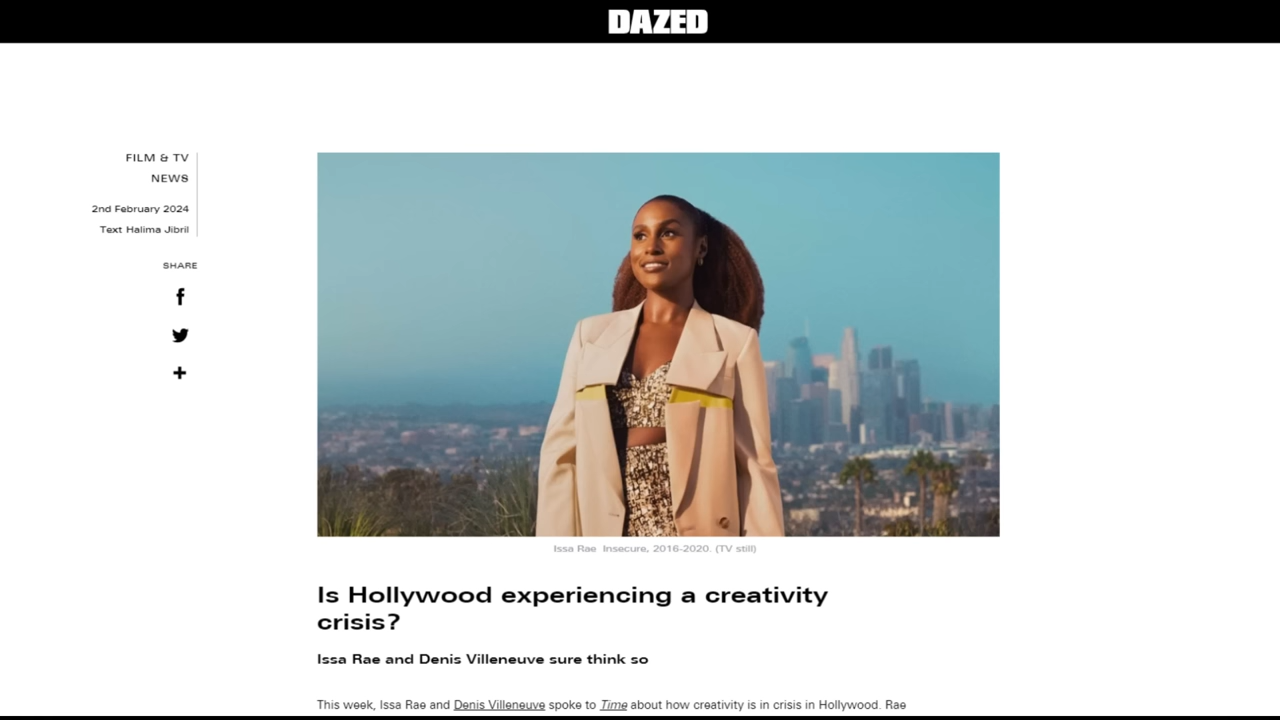 DAZED
FILM & TV
NEWS
2nd February 2024
Text Halima Jibril
SHARE
Issa Rae Insecure, 2016-2020. (TV still)
Is Hollywood experiencing a creativity
crisis?
Issa Rae and Denis Villeneuve sure think so
This week, Issa Rae and Denis Villeneuve spoke to Time about how creativity is in crisis in Hollywood. Rae